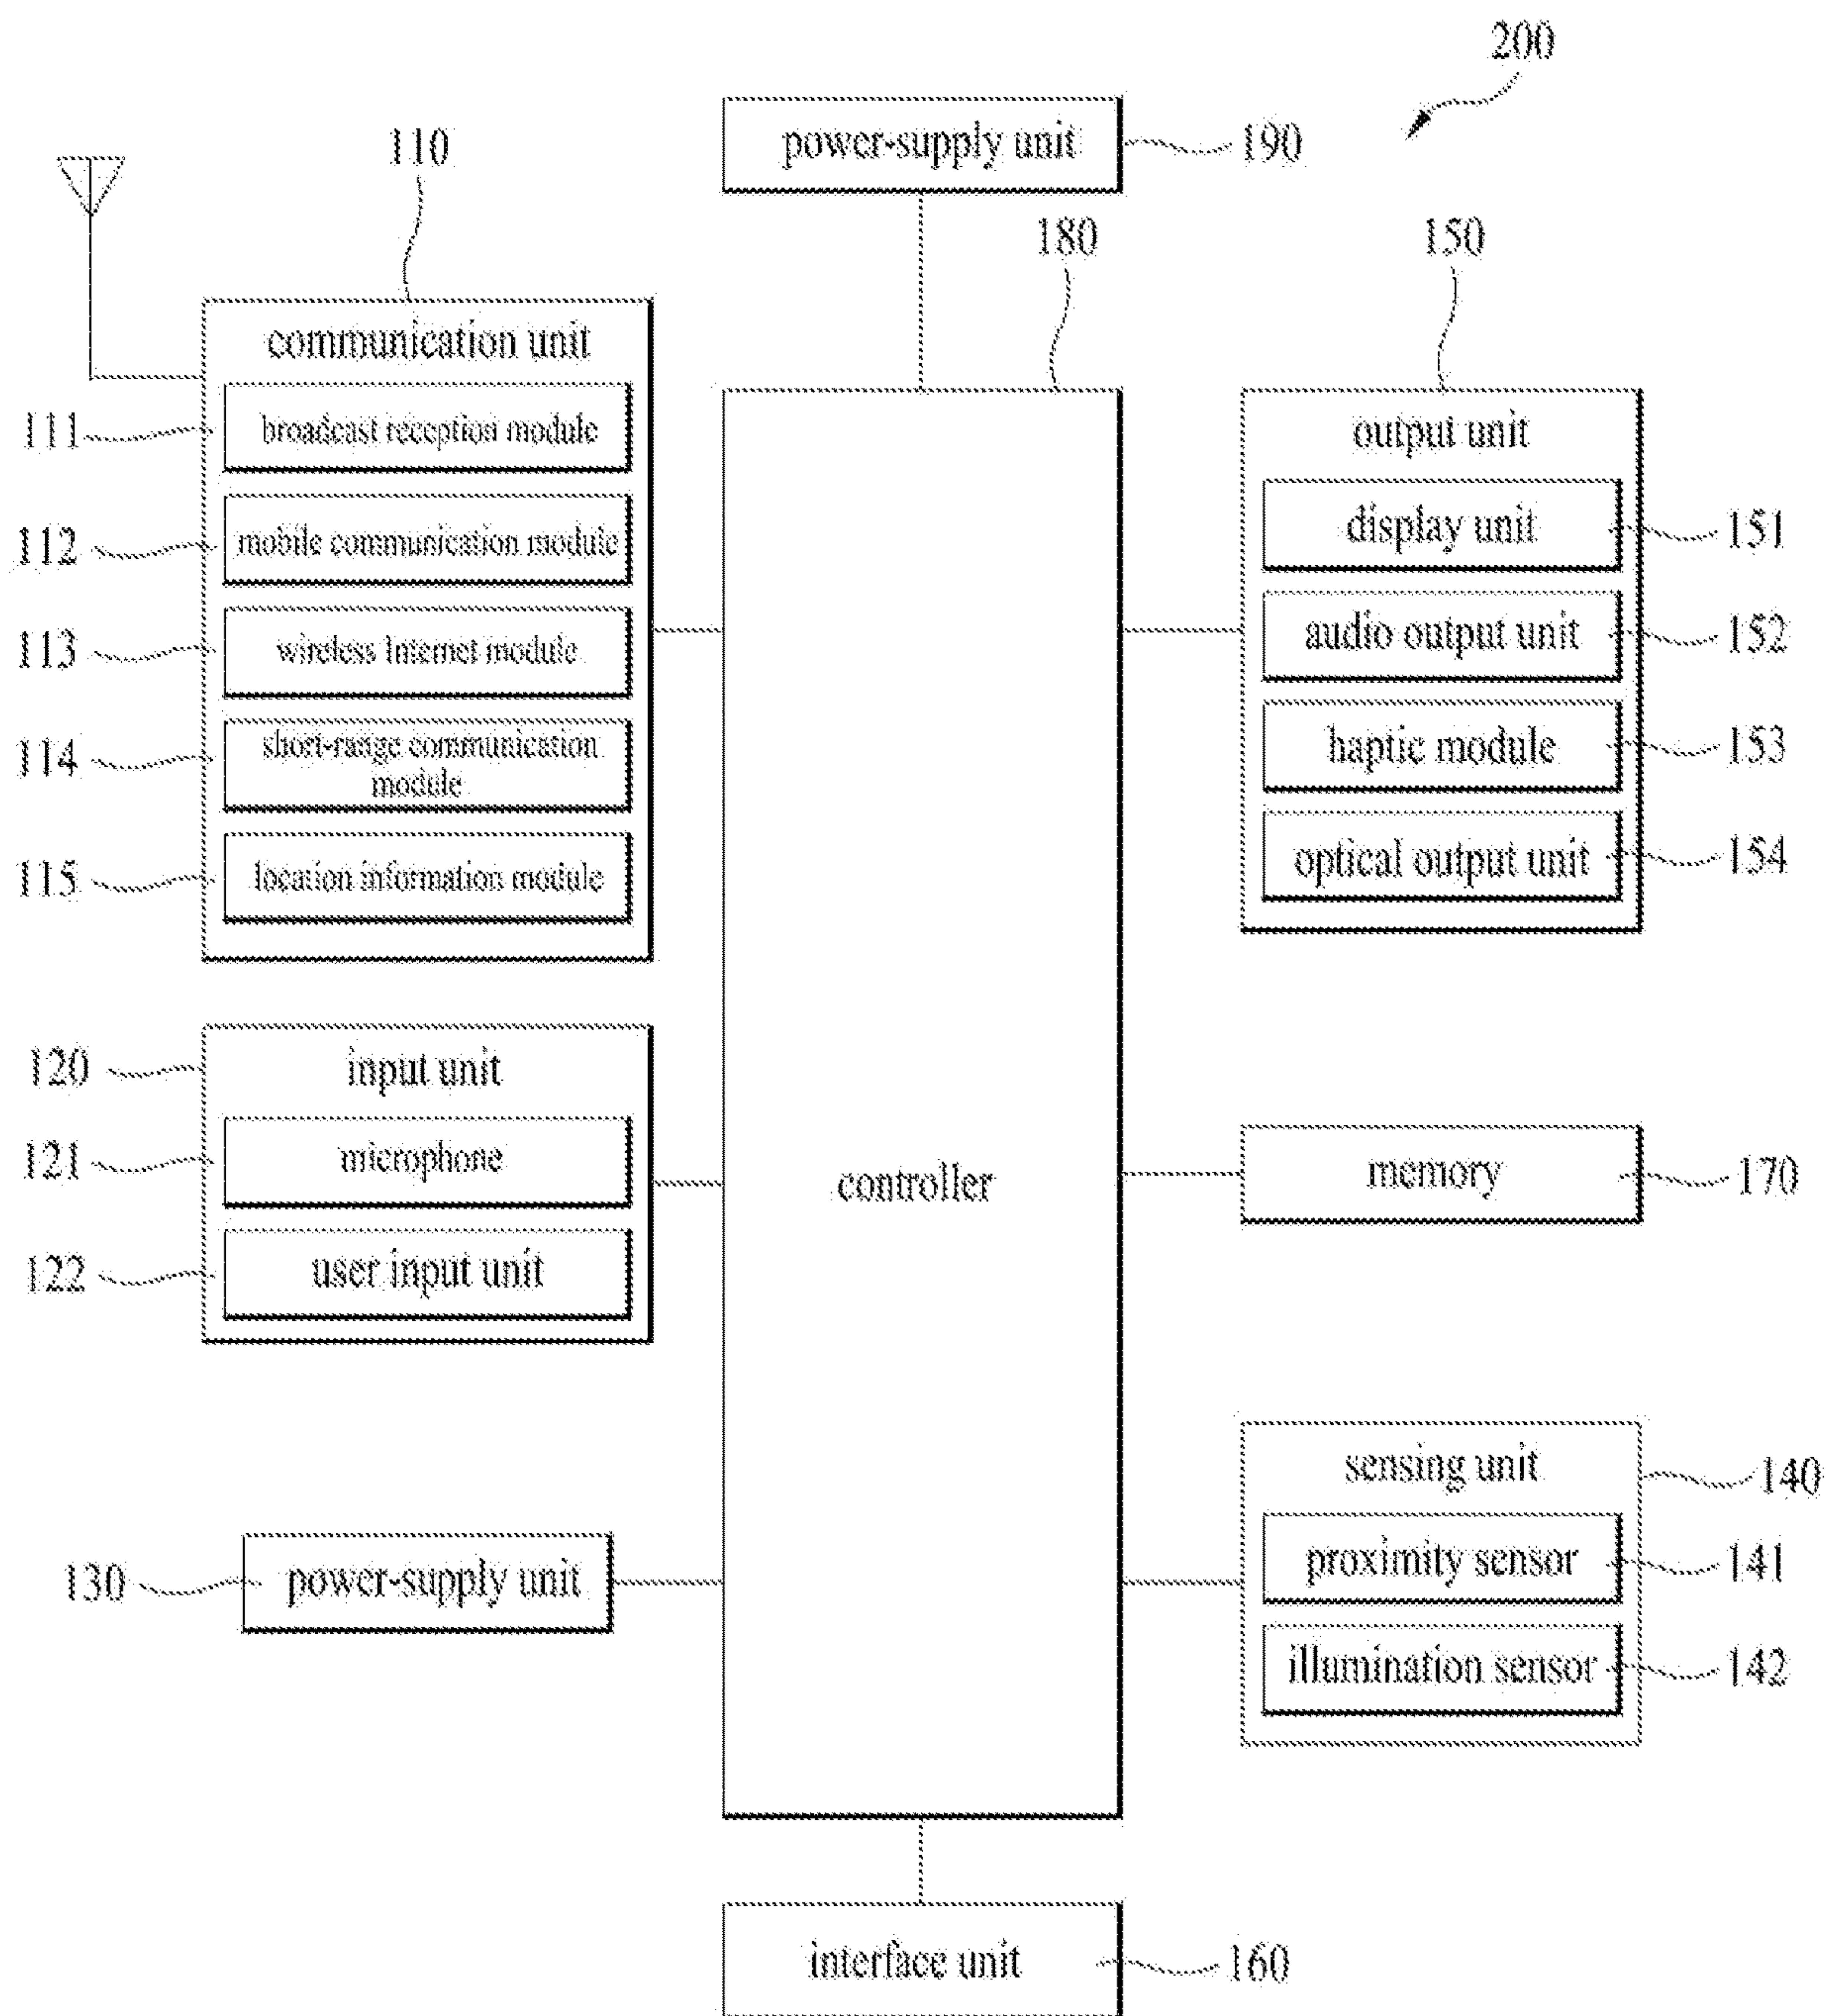 200
power-supply unit
190
110
180
150
communication unit
111
broadcast reception module
112
mobile communication module
113
wireless Internet module
114
short-range communication
module
115
location information module
output unit
display unit
151
audio output unit
152
haptic module
153
optical output unit
154
120
input unit
121
microphone
122
user input unit
controller
memory
170
130
power-supply unit
sensing unit
140
proximity sensor
141
illumination sensor
142
interface unit
160